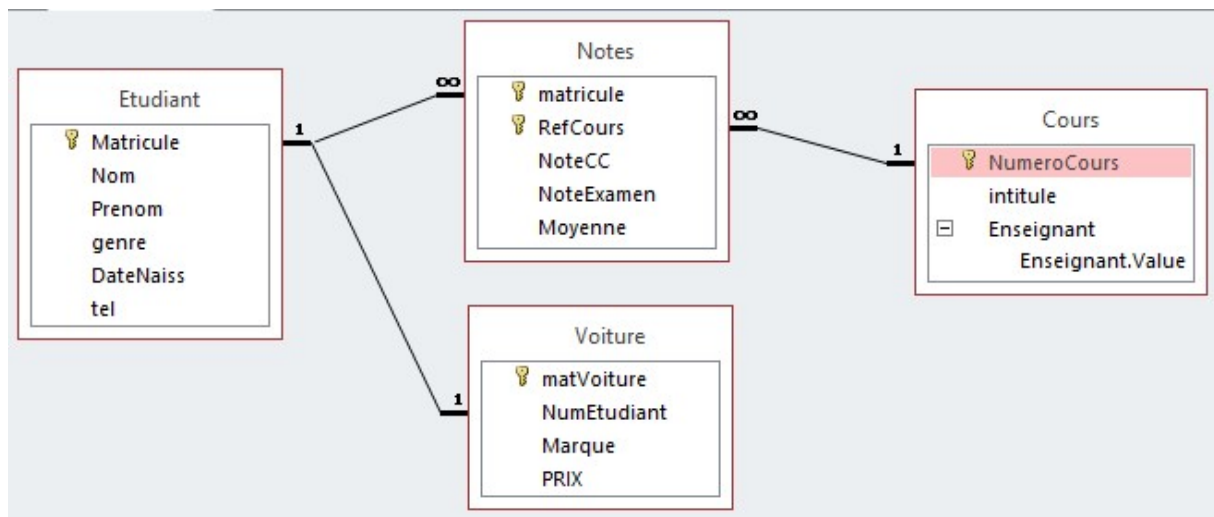 Etudiant
Matricule
Nom
Prenom
genre
DateNaiss
tel
1
∞
Notes
matricule
RefCours
NoteCC
NoteExamen
Moyenne
∞
1
Cours
NumeroCours
intitule
Enseignant
Enseignant.Value
1
Voiture
matVoiture
NumEtudiant
Marque
PRIX